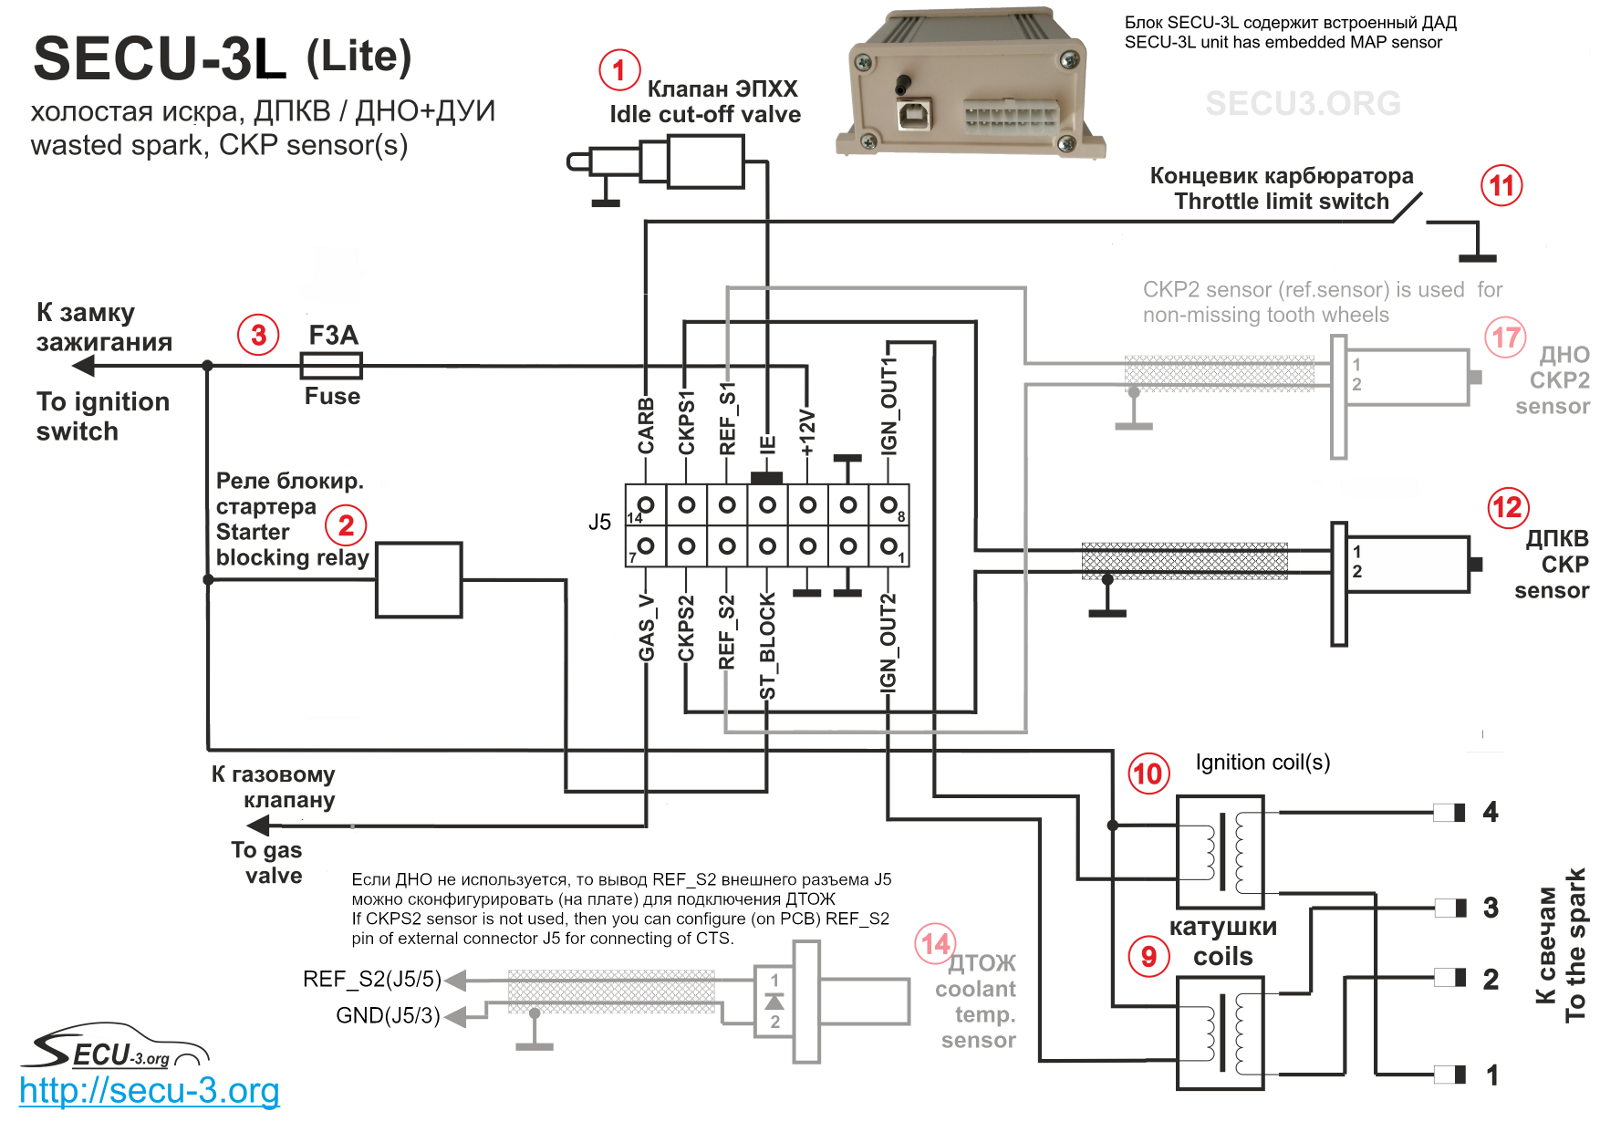 SECU-3L (Lite)
холостая искра, ДПКВ / ДНО+ДУИ
wasted spark, CKP sensor(s)
1
Клапан ЭПХХ
Idle cut-off valve
Блок SECU-3L содержит встроенный ДАД
SECU-3L unit has embedded MAP sensor
SECU3.ORG
Концевик карбюратора
Throttle limit switch
11
CKP2 sensor (ref.sensor) is used for
non-missing tooth wheels
17
ДНО
CKP2
sensor
1
2
К замку
зажигания
To ignition
switch
3
F3A
Fuse
Реле блокир.
стартера
Starter
blocking relay
2
CARB
CKPS1
REF_S1
IE
+12V
IGN_OUT1
J5
14
8
7
1
GAS_V
CKPS2
REF_S2
ST_BLOCK
IGN_OUT2
12
ДПКВ
CKP
sensor
1
2
К газовому
клапану
To gas
valve
10
Ignition coil(s)
катушки
coils
9
4
3
2
1
К свечам
To the spark
Если ДНО не используется, то вывод REF_S2 внешнего разъема J5
можно сконфигурировать (на плате) для подключения ДТОЖ
If CKPS2 sensor is not used, then you can configure (on PCB) REF_S2
pin of external connector J5 for connecting of CTS.
REF_S2(J5/5)
GND(J5/3)
1
2
14
ДТОЖ
coolant
temp.
sensor
SECU-3.org
http://secu-3.org